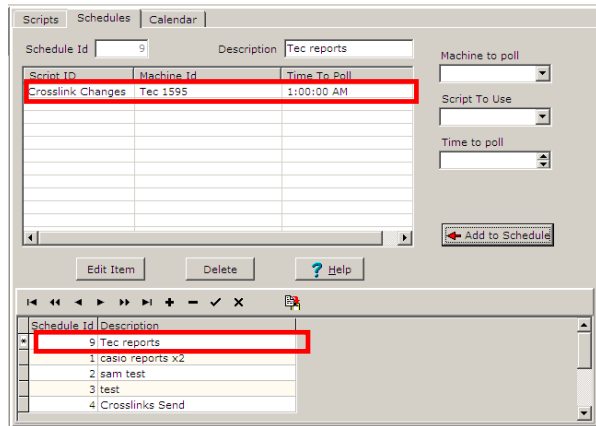 Scripts Schedules Calendar
Schedule Id 9 Description Tec reports
Machine to poll
Script ID Machine Id Time To Poll
Crosslink Changes Tec 1595 1:00:00 AM
Script To Use
Time to poll
Add to Schedule
Edit Item Delete ? Help
Schedule Id Description
* 9 Tec reports
1 casio reports x2
2 sam test
3 test
4 Crosslinks Send